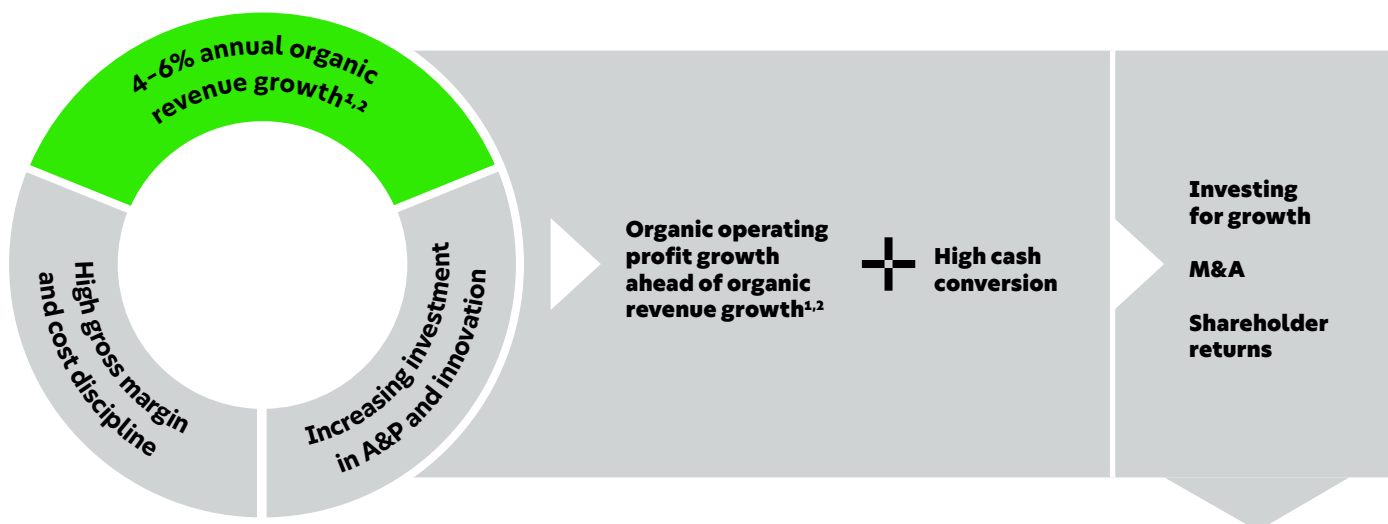 4-6% annual organic
revenue growth¹,²
High gross margin
and cost discipline
Increasing investment
in A&P and innovation
Organic operating
profit growth
ahead of organic
revenue growth¹,²
High cash
conversion
Investing
for growth
M&A
Shareholder
returns